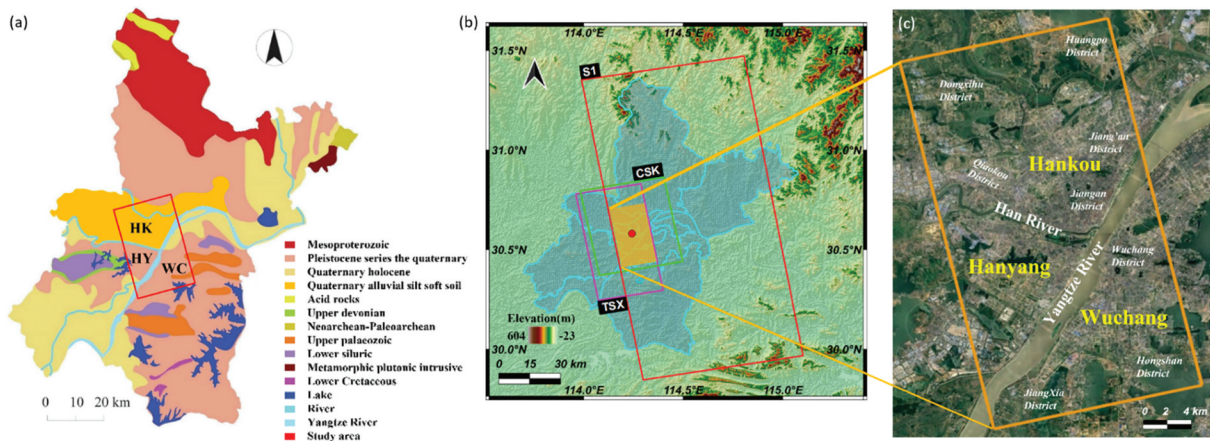 (a)
HK
HY
WC
Mesoproterozoic
Pleistocene series the quaternary
Quaternary holocene
Quaternary alluvial silt soft soil
Acid rocks
Upper devonian
Neoarchean-Paleoarchean
Upper palaeozoic
Lower siluric
Metamorphic plutonic intrusive
Lower Cretaceous
Lake
River
Yangtze River
Study area
0 10 20 km
(b)
114.0°E 114.5°E 115.0°E
31.5°N 31.5°N
S1
31.0°N 31.0°N
CSK
30.5°N 30.5°N
TSX
Elevation(m)
604 -23
30.0°N 30.0°N
0 15 30 km
114.0°E 114.5°E 115.0°E
(c)
Huangpo
District
Dongxihu
District
Jiang'an
District
Hankou
Qiaokou
District
Jiangan
District
Han River
Wuchang
District
Hanyang
Yangtze River
Wuchang
Hongshan
District
JiangXia
District
0 2 4 km